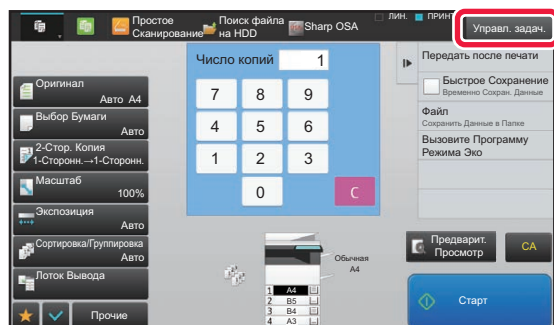 Простое
Сканирование
Поиск файла
на HDD
Sharp OSA
ЛИН.
ПРИНТ
Управл. задач.
Число копий 1
Передать после печати
Оригинал
Авто A4
Выбор Бумаги
Авто
2-Стор. Копия
1-Сторонн.→1-Сторонн.
Масштаб
100%
Экспозиция
Авто
Сортировка/Группировка
Авто
Лоток Вывода
Прочие
7 8 9
4 5 6
1 2 3
0 C
Быстрое Сохранение
Временно Сохран. Данные
Файл
Сохранить Данные в Папке
Вызовите Программу
Режима Эко
Обычная
A4
1 A4
2 B5
3 B4
4 A3
Предварит.
Просмотр
CA
Старт